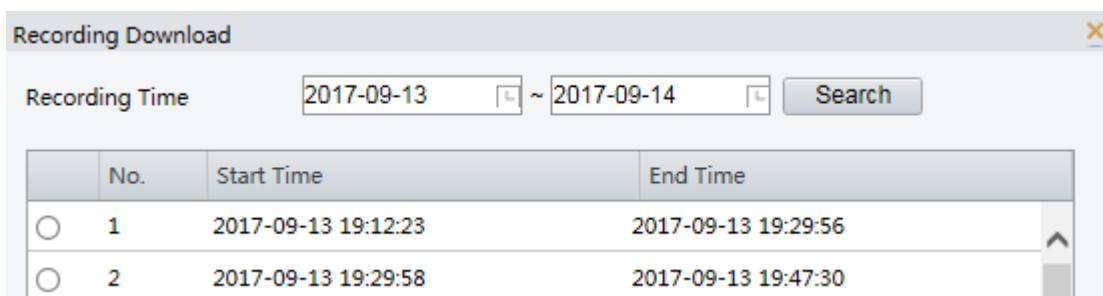 Recording Download
Recording Time 2017-09-13 ~ 2017-09-14 Search
No. Start Time End Time
1 2017-09-13 19:12:23 2017-09-13 19:29:56
2 2017-09-13 19:29:58 2017-09-13 19:47:30